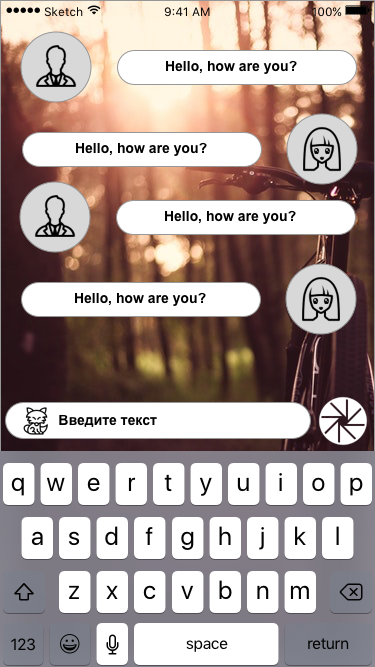 Sketch 9:41 AM 100%
Hello, how are you?
Hello, how are you?
Hello, how are you?
Hello, how are you?
Введите текст
q w e r t y u i o p
a s d f g h j k l
z x c v b n m
123 space return